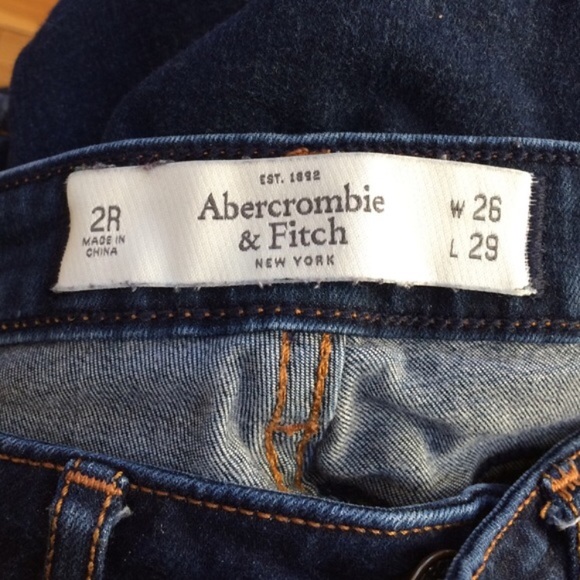 2R
MADE IN
CHINA
EST. 1892
Abercrombie
& Fitch
NEW YORK
W 26
L 29